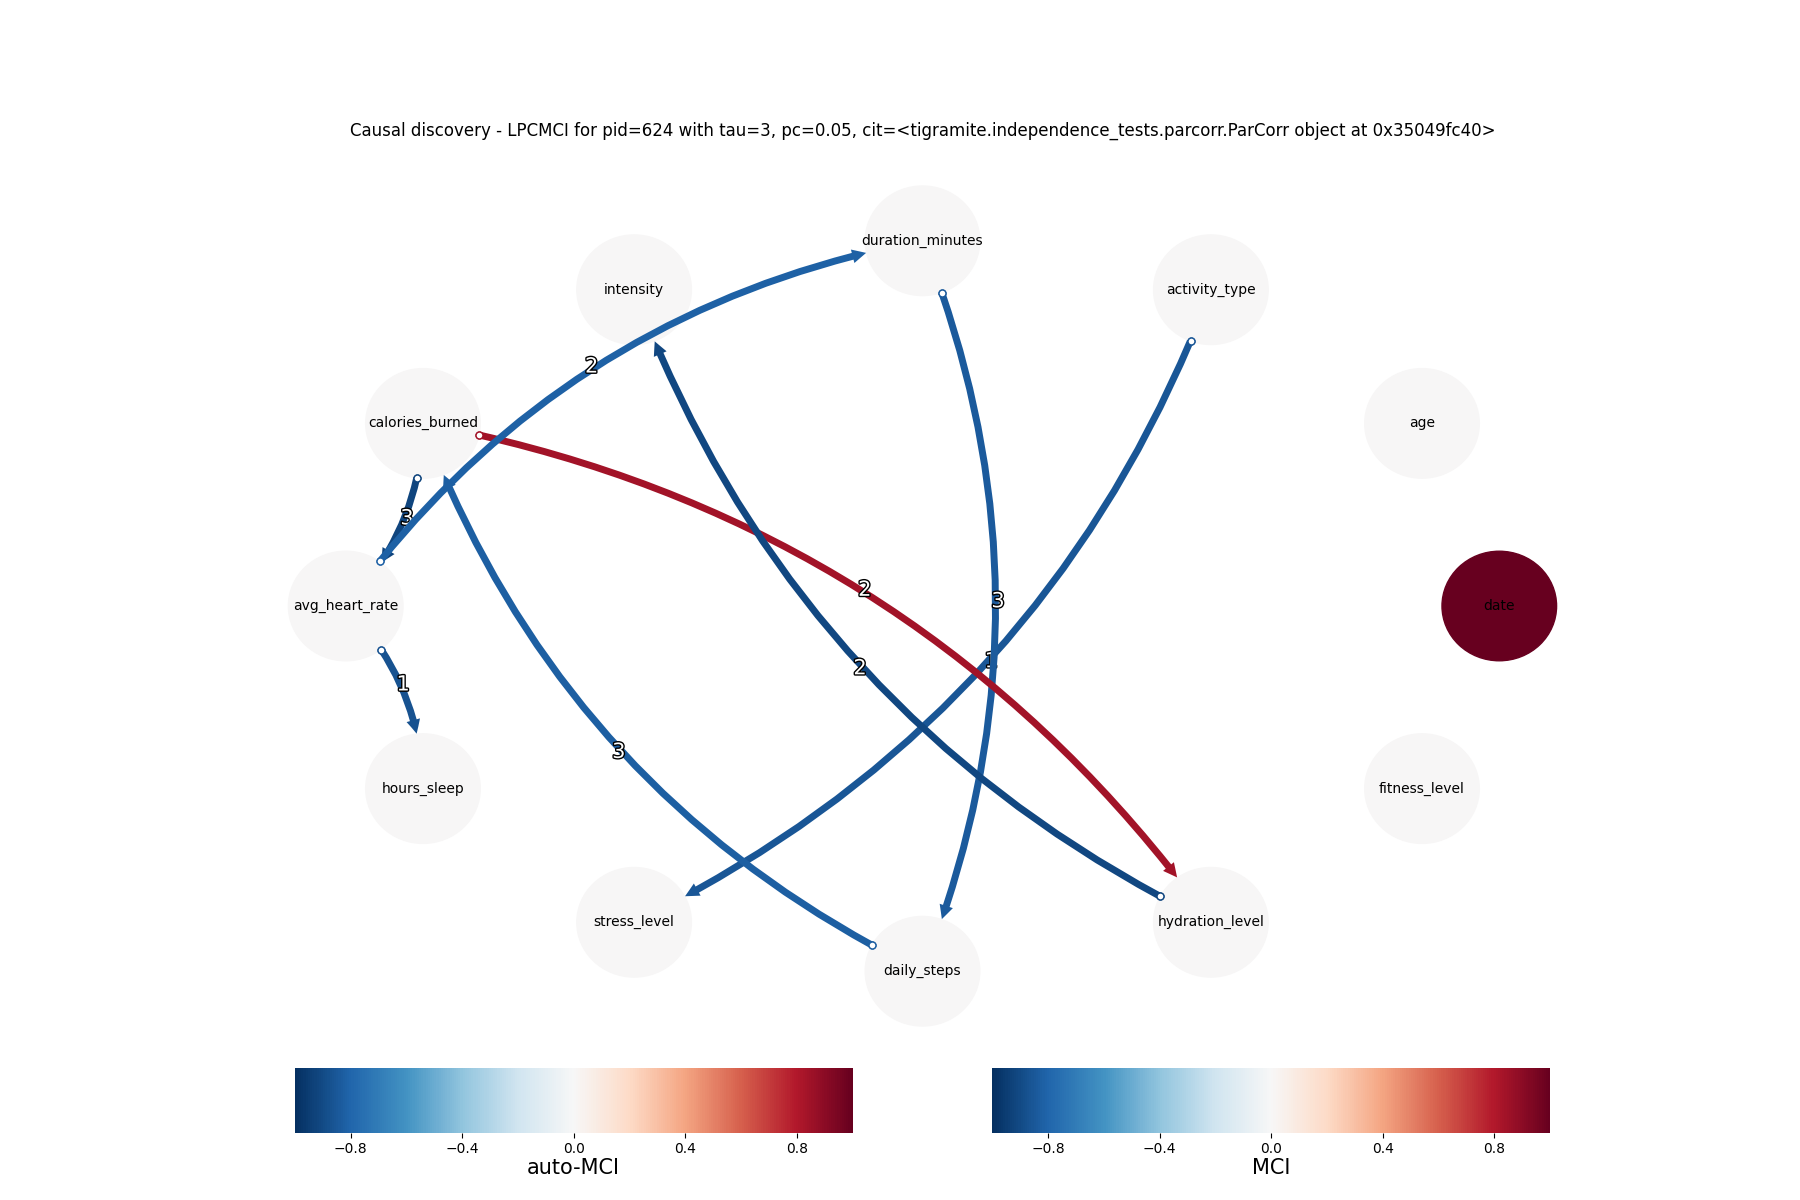 Causal discovery - LPCMCI for pid=624 with tau=3, pc=0.05, cit=<tigramite.independence_tests.parcorr.ParCorr object at 0x35049fc40>
duration_minutes
intensity
activity_type
2
calories_burned
age
3
2
3
avg_heart_rate
date
1
2
1
3
hours_sleep
fitness_level
stress_level
hydration_level
daily_steps
−0.8 −0.4 0.0 0.4 0.8
auto-MCI
−0.8 −0.4 0.0 0.4 0.8
MCI